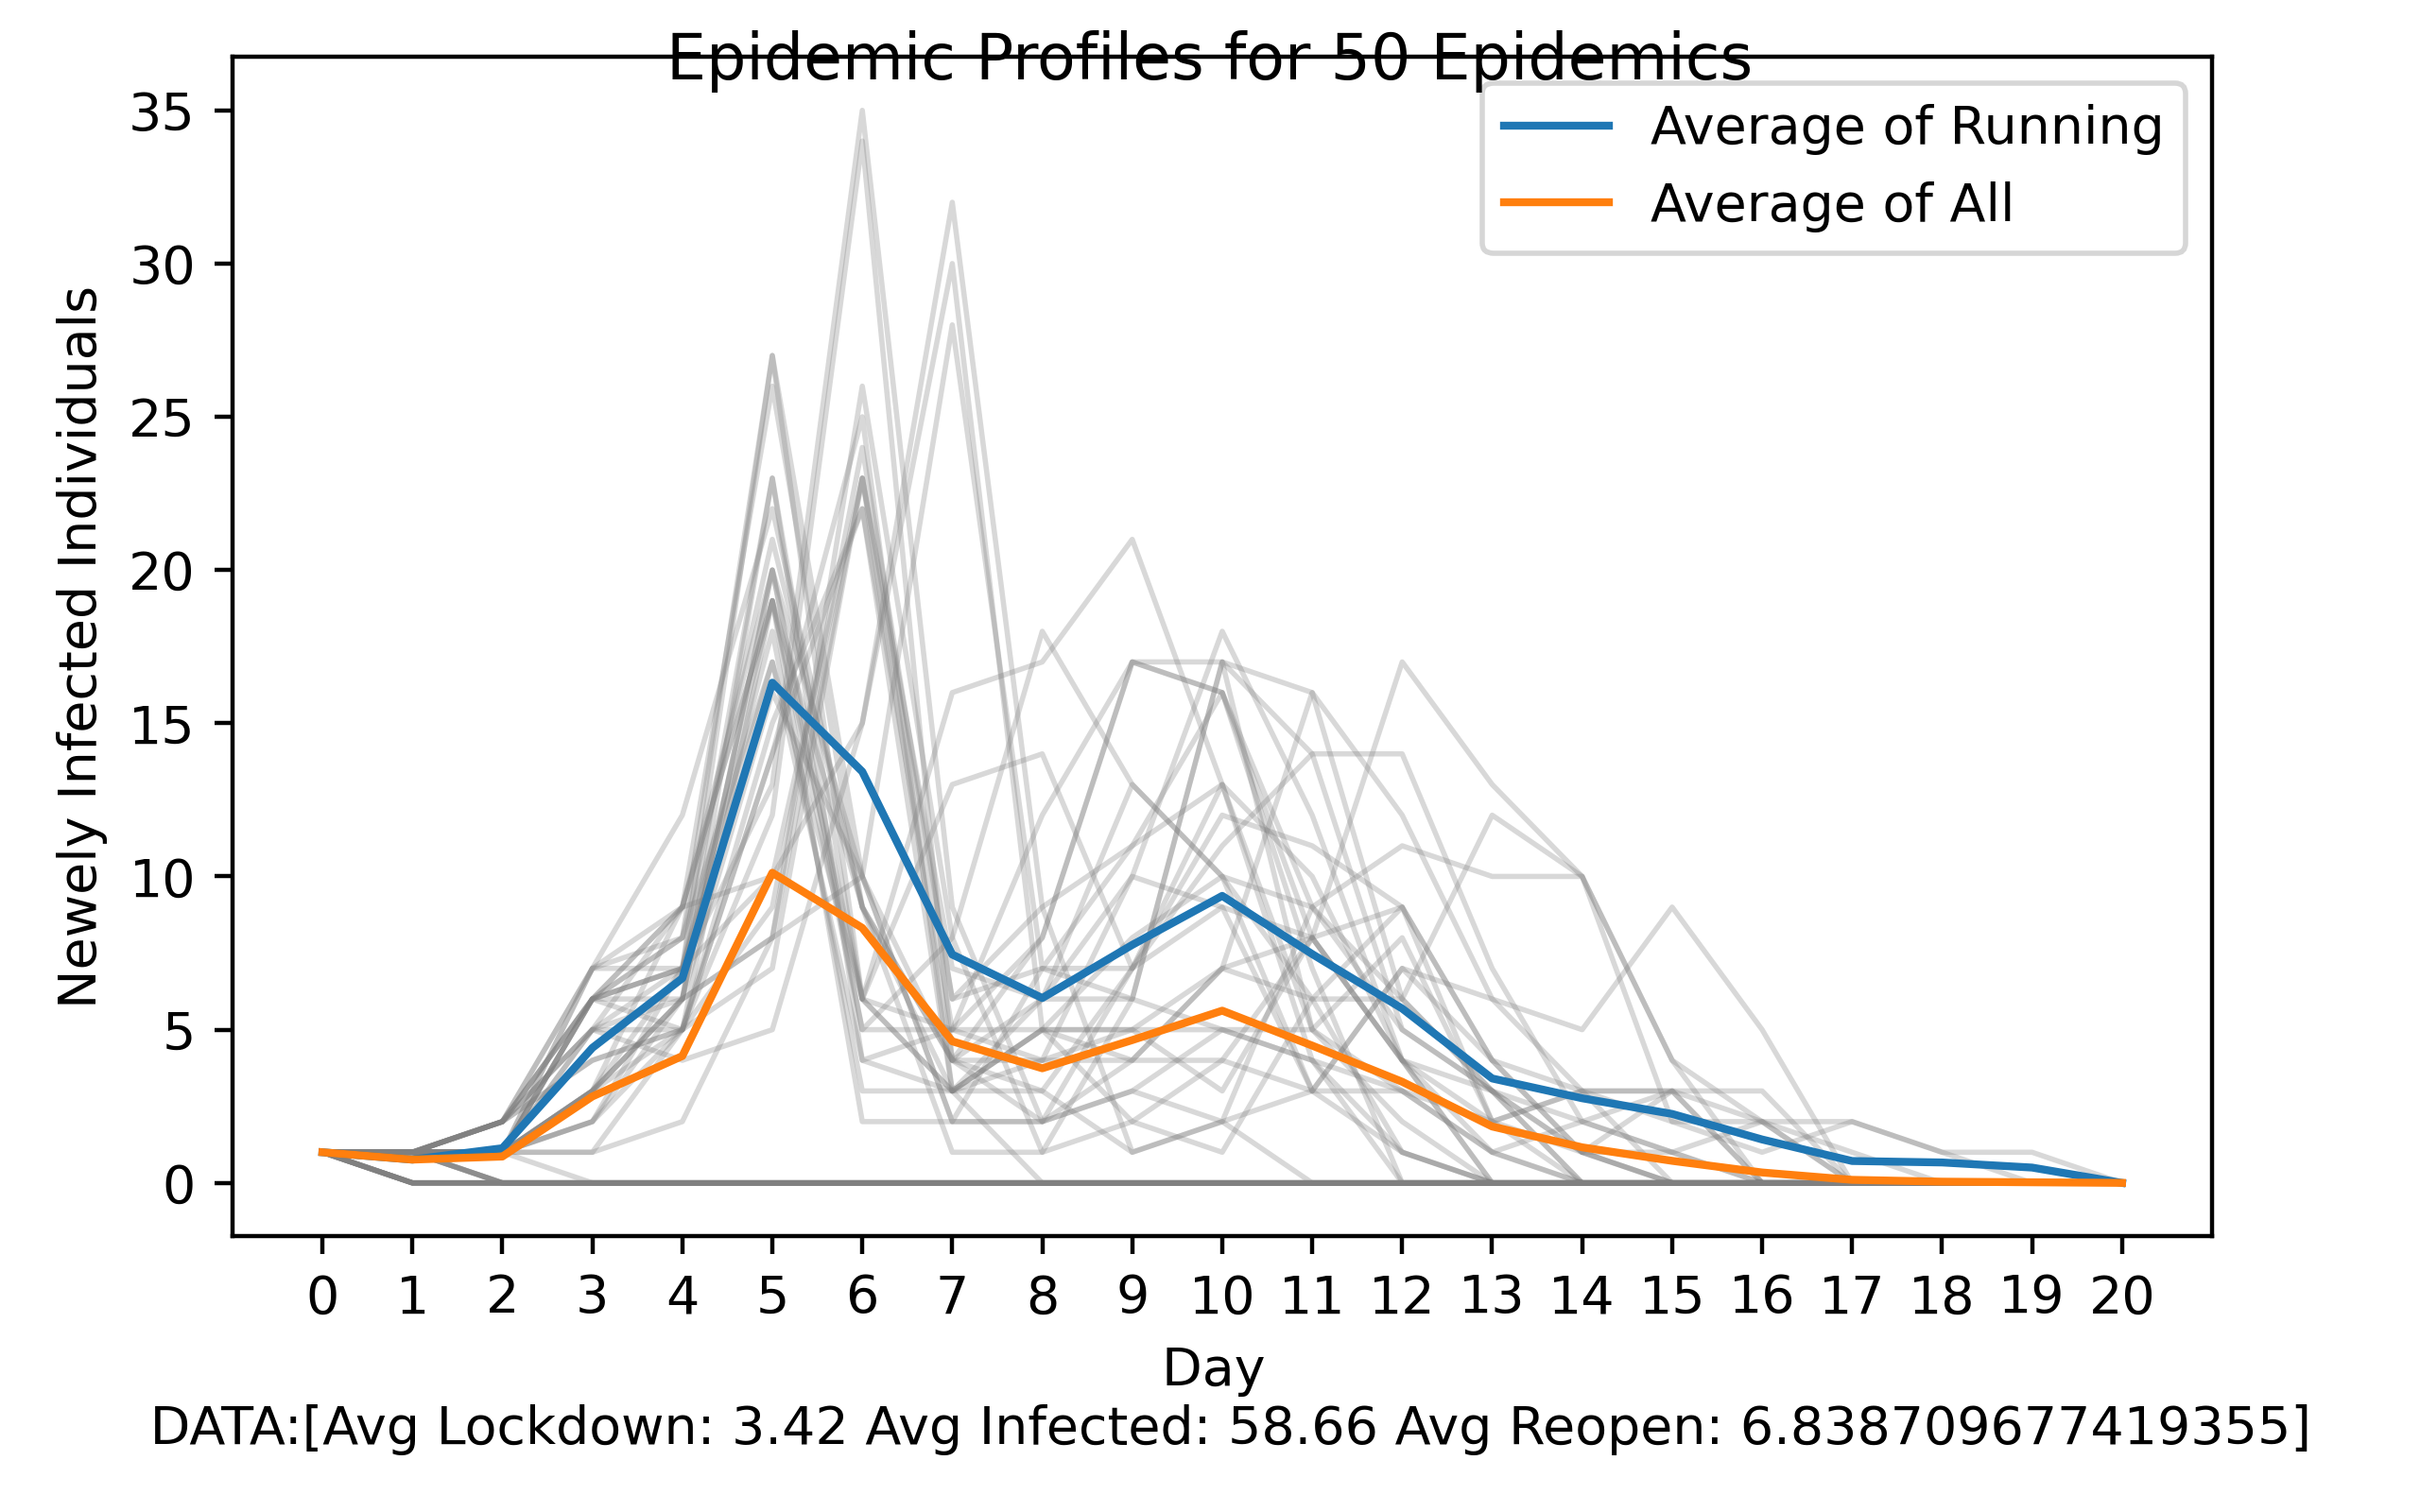 Epidemic Profiles for 50 Epidemics
Average of Running
Average of All
Newely Infected Individuals
35
30
25
20
15
10
5
0
0 1 2 3 4 5 6 7 8 9 10 11 12 13 14 15 16 17 18 19 20
Day
DATA:[Avg Lockdown: 3.42 Avg Infected: 58.66 Avg Reopen: 6.838709677419355]